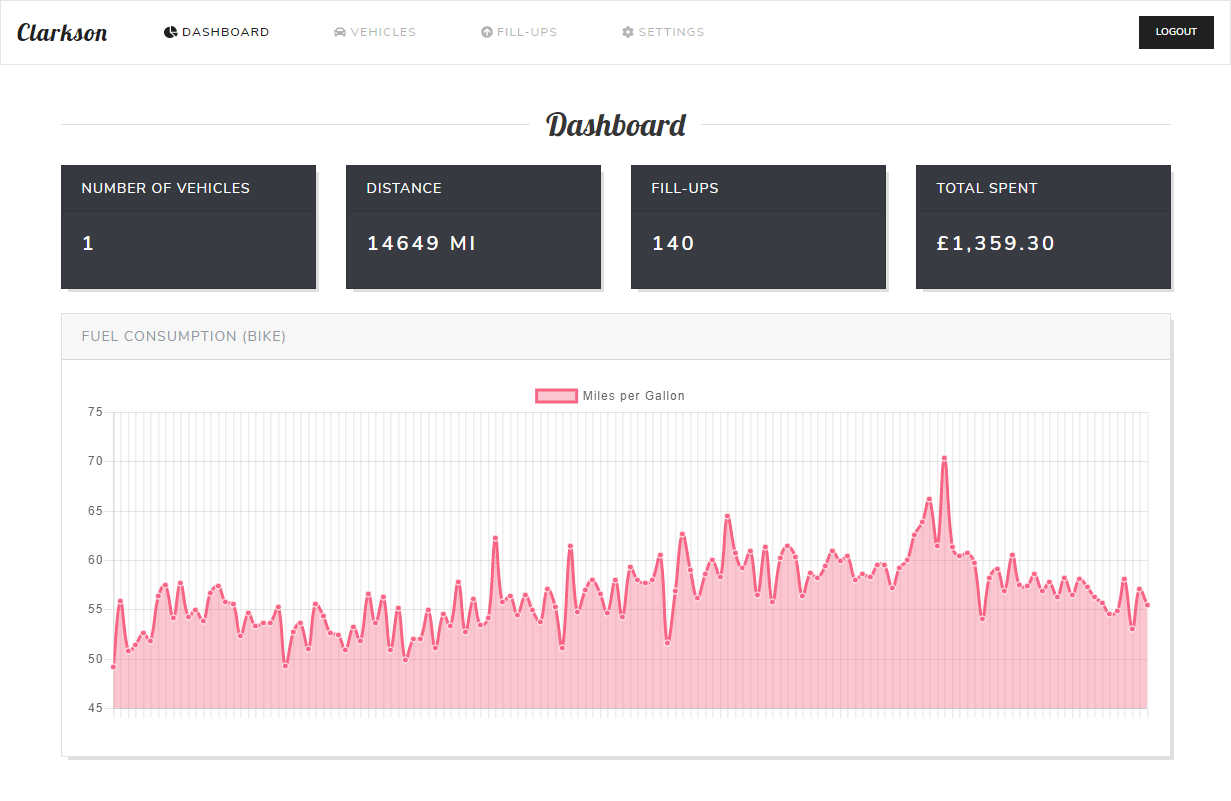 Clarkson DASHBOARD VEHICLES FILL-UPS SETTINGS LOGOUT
Dashboard
NUMBER OF VEHICLES DISTANCE FILL-UPS TOTAL SPENT
1 14649 MI 140 £1,359.30
FUEL CONSUMPTION (BIKE)
Miles per Gallon
75
70
65
60
55
50
45